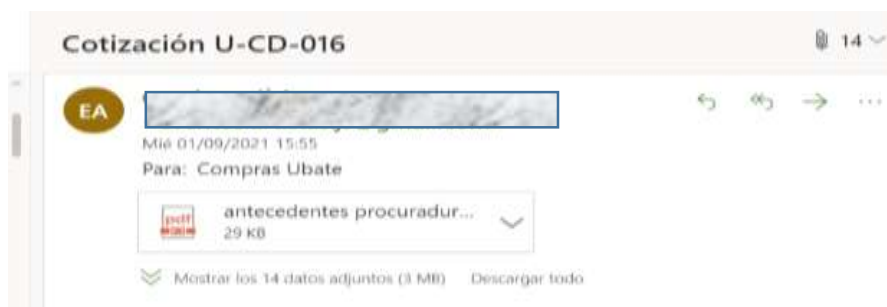 Cotización U-CD-016
14
EA
Mié 01/09/2021 15:55
Para: Compras Ubate
pdf
antecedentes procuradur...
29 KB
Mostrar los 14 datos adjuntos (3 MB) Descargar todo